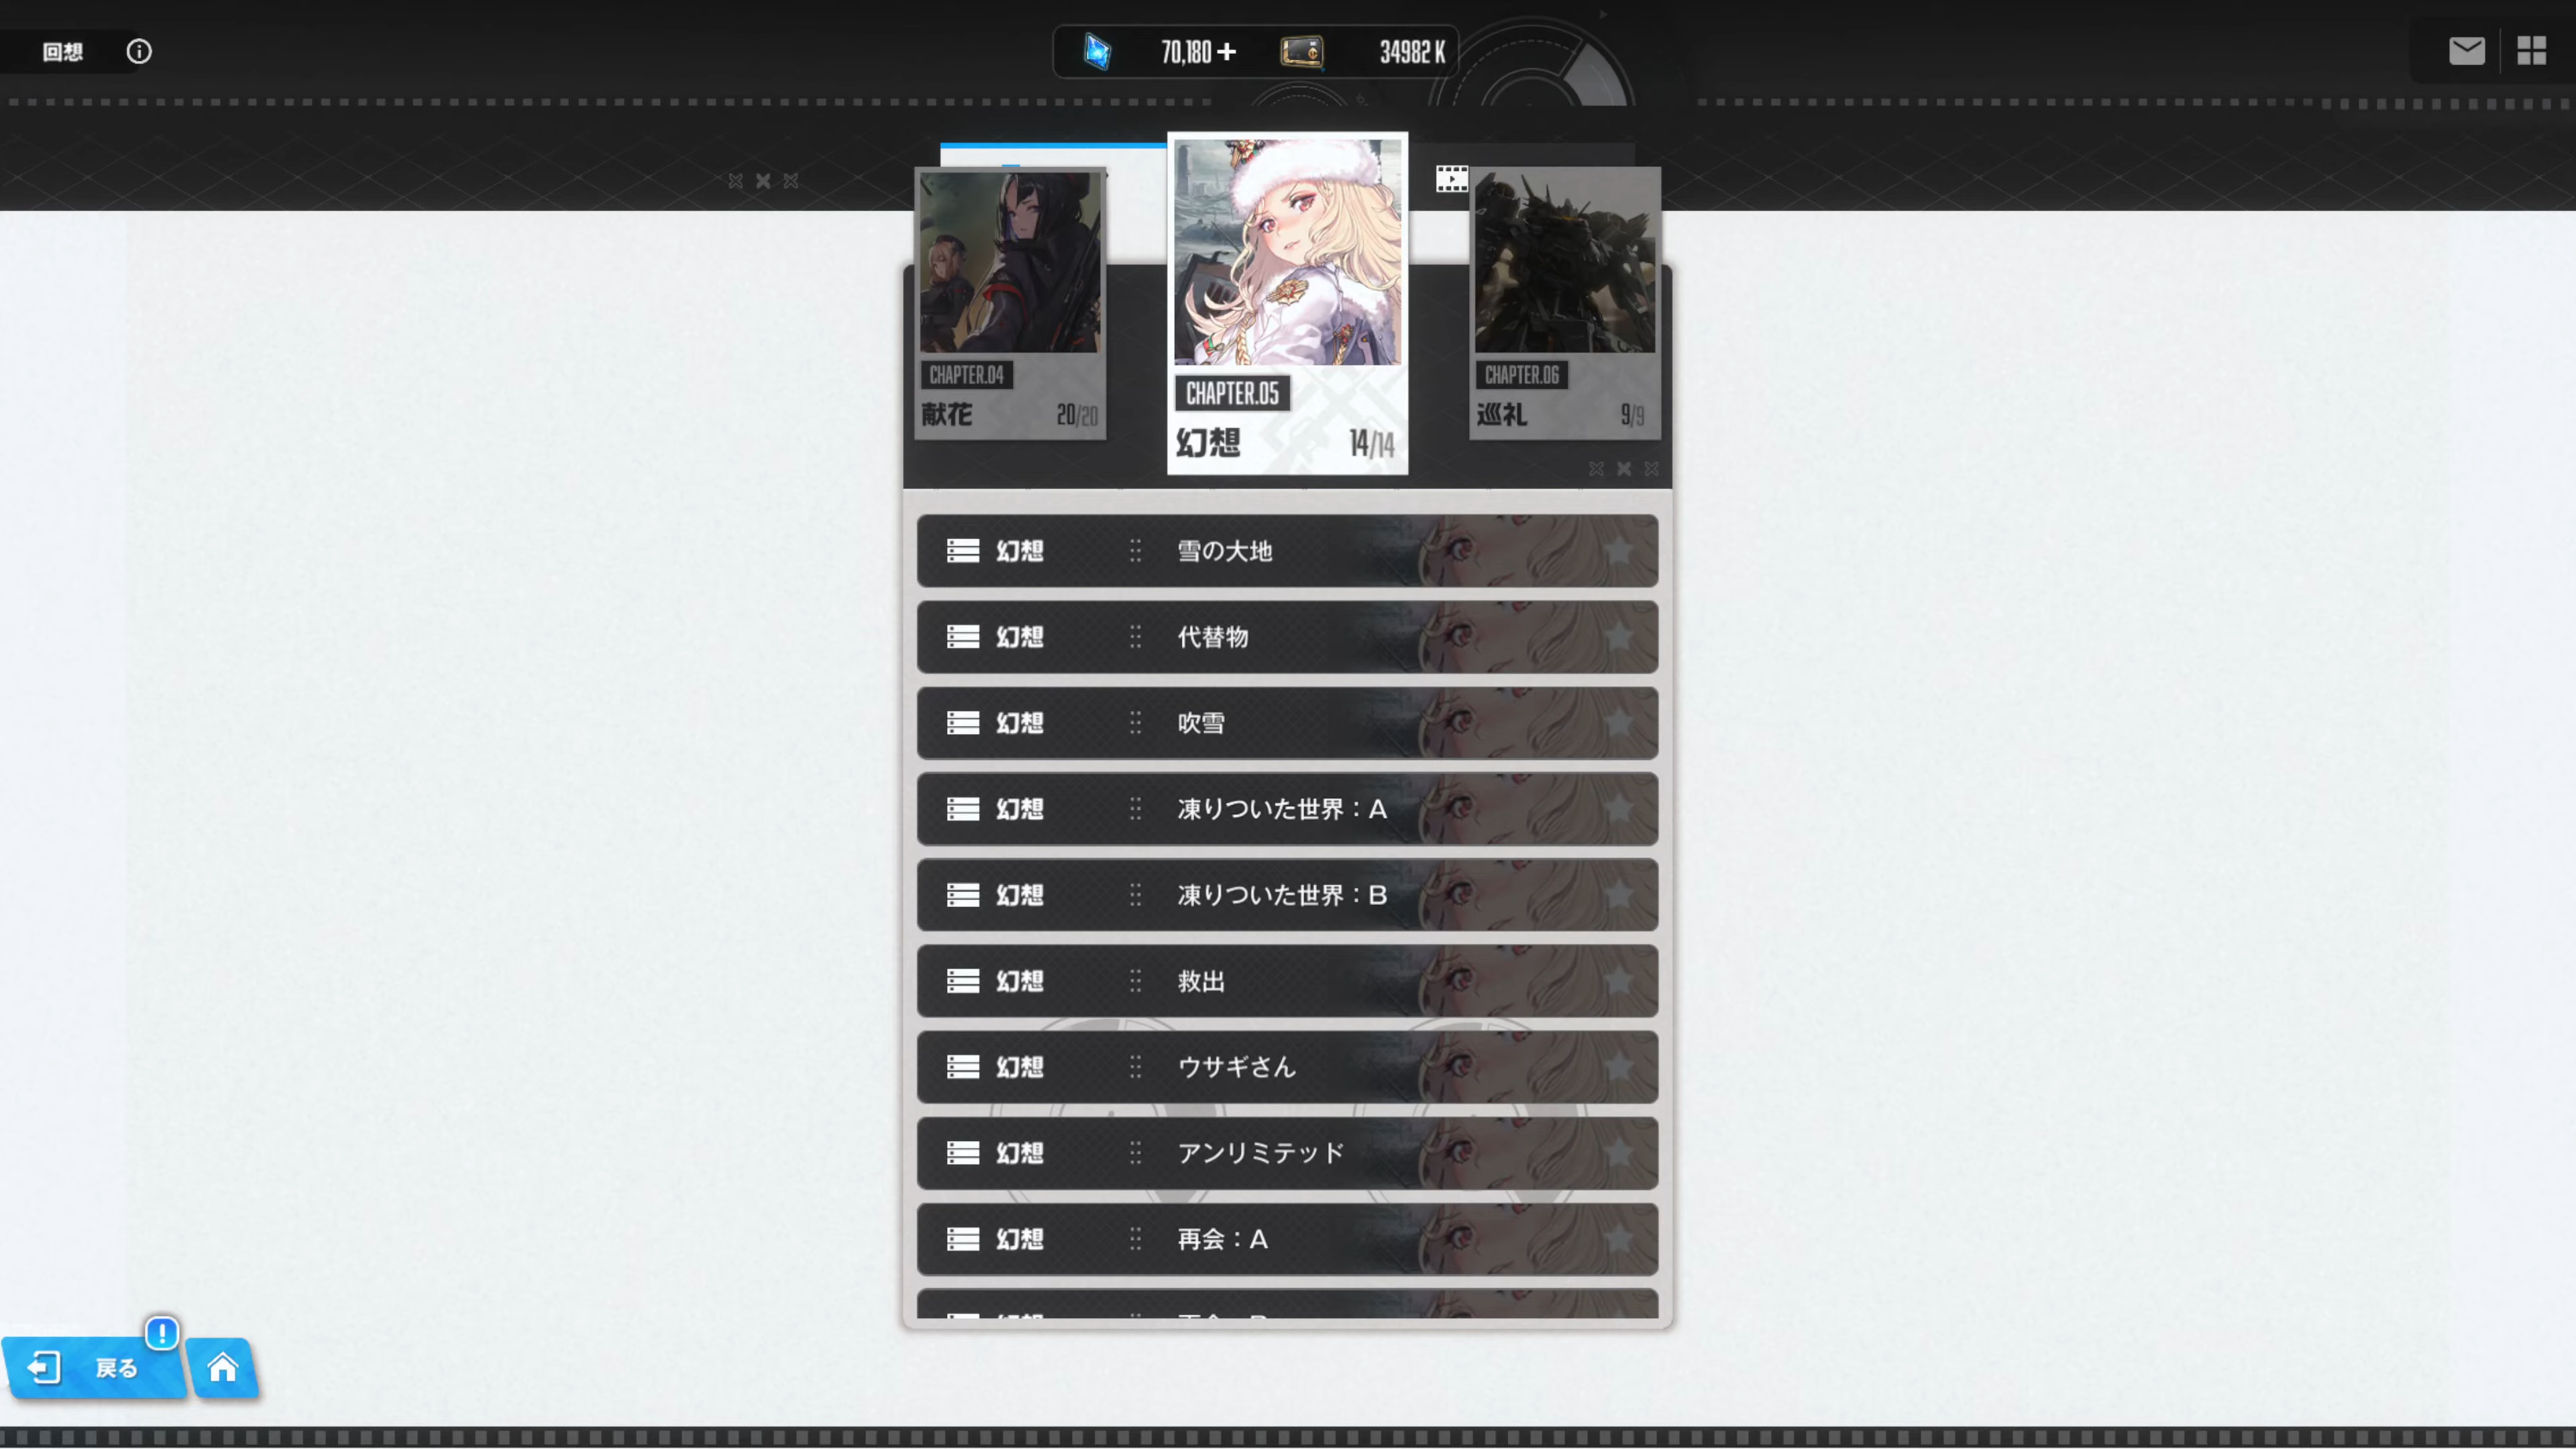 回想
70,180
34982 K
CHAPTER.04
献花 20/20
CHAPTER.05
幻想 14/14
CHAPTER.06
巡礼 9/9
幻想 雪の大地
幻想 代替物
幻想 吹雪
幻想 凍りついた世界：A
幻想 凍りついた世界：B
幻想 救出
幻想 ウサギさん
幻想 アンリミテッド
幻想 再会：A
戻る